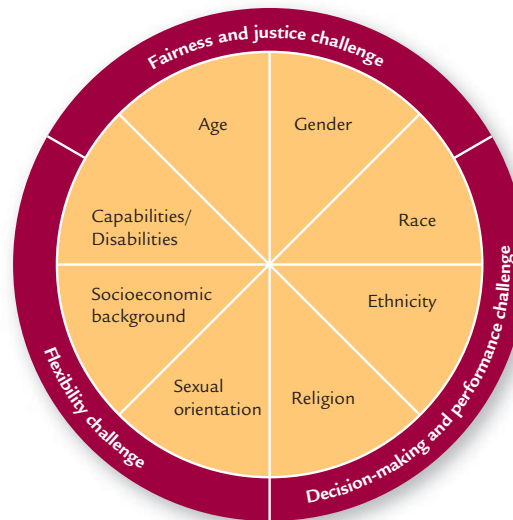 Fairness and justice challenge
Age
Gender
Capabilities/
Disabilities
Race
Socioeconomic
background
Ethnicity
Sexual
orientation
Religion
Flexibility challenge
Decision-making and performance challenge